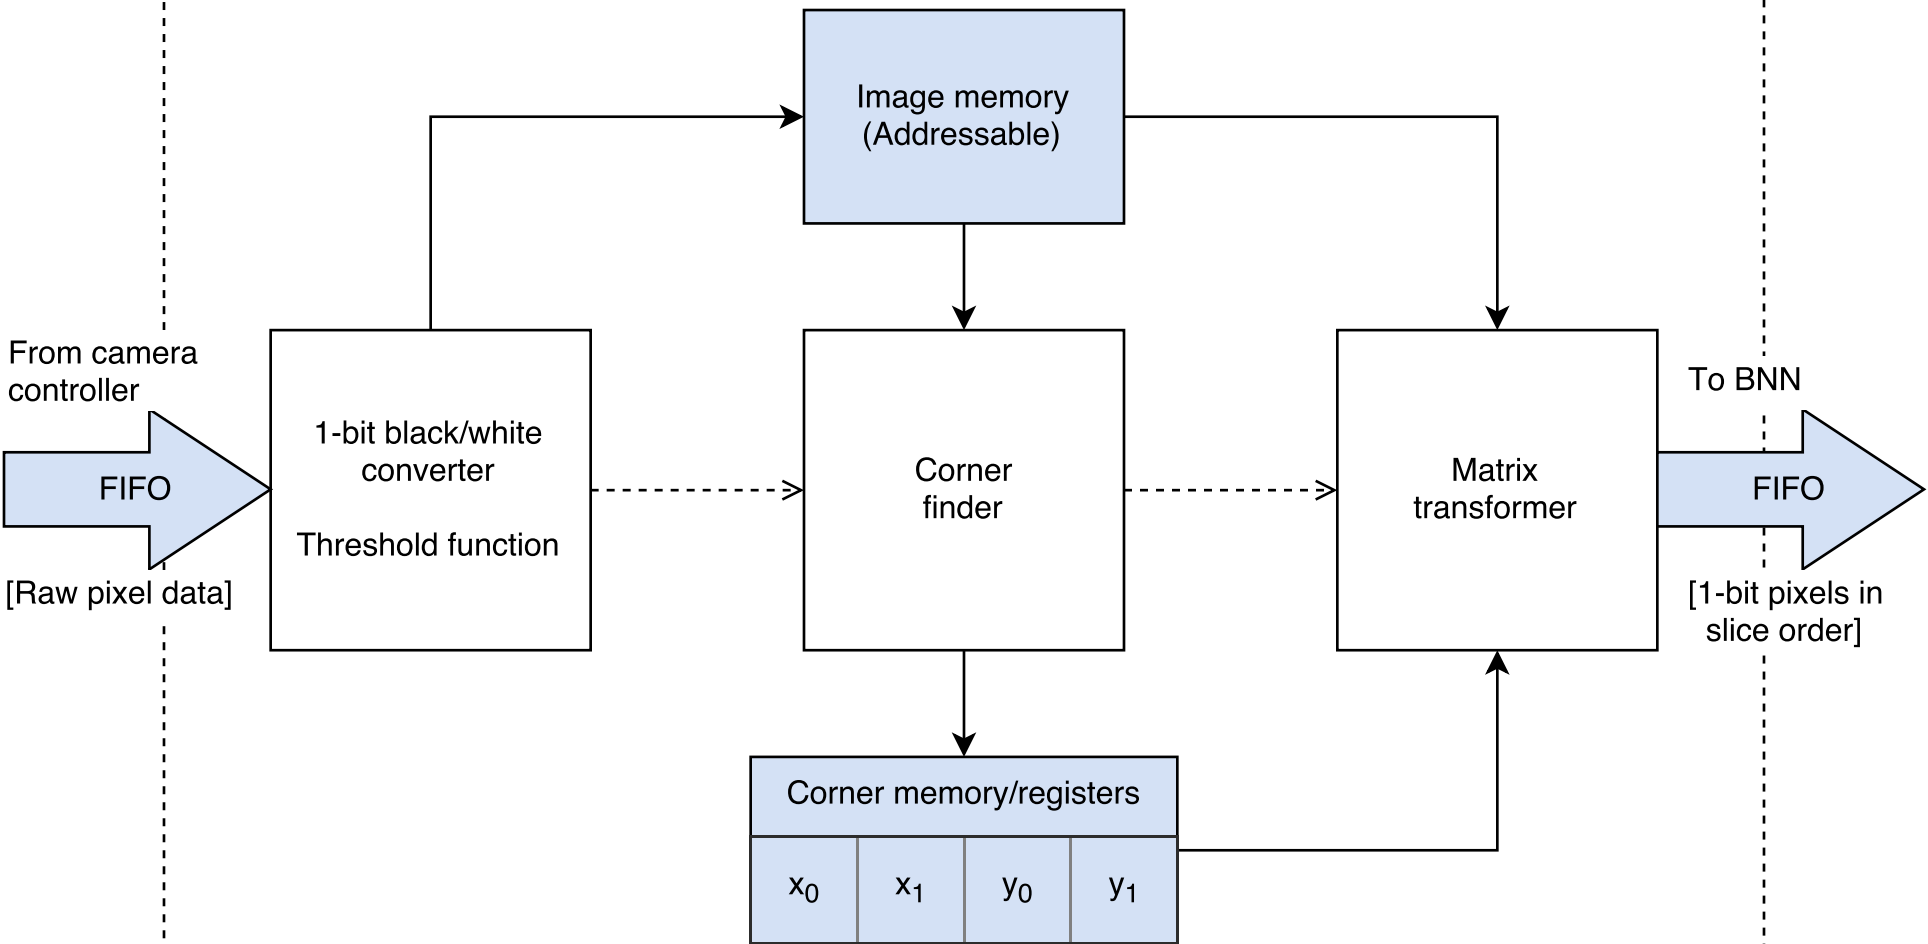 Image memory
(Addressable)
From camera
controller
FIFO
[Raw pixel data]
1-bit black/white
converter
Threshold function
Corner
finder
Matrix
transformer
To BNN
FIFO
[1-bit pixels in
slice order]
Corner memory/registers
x0 x1 y0 y1